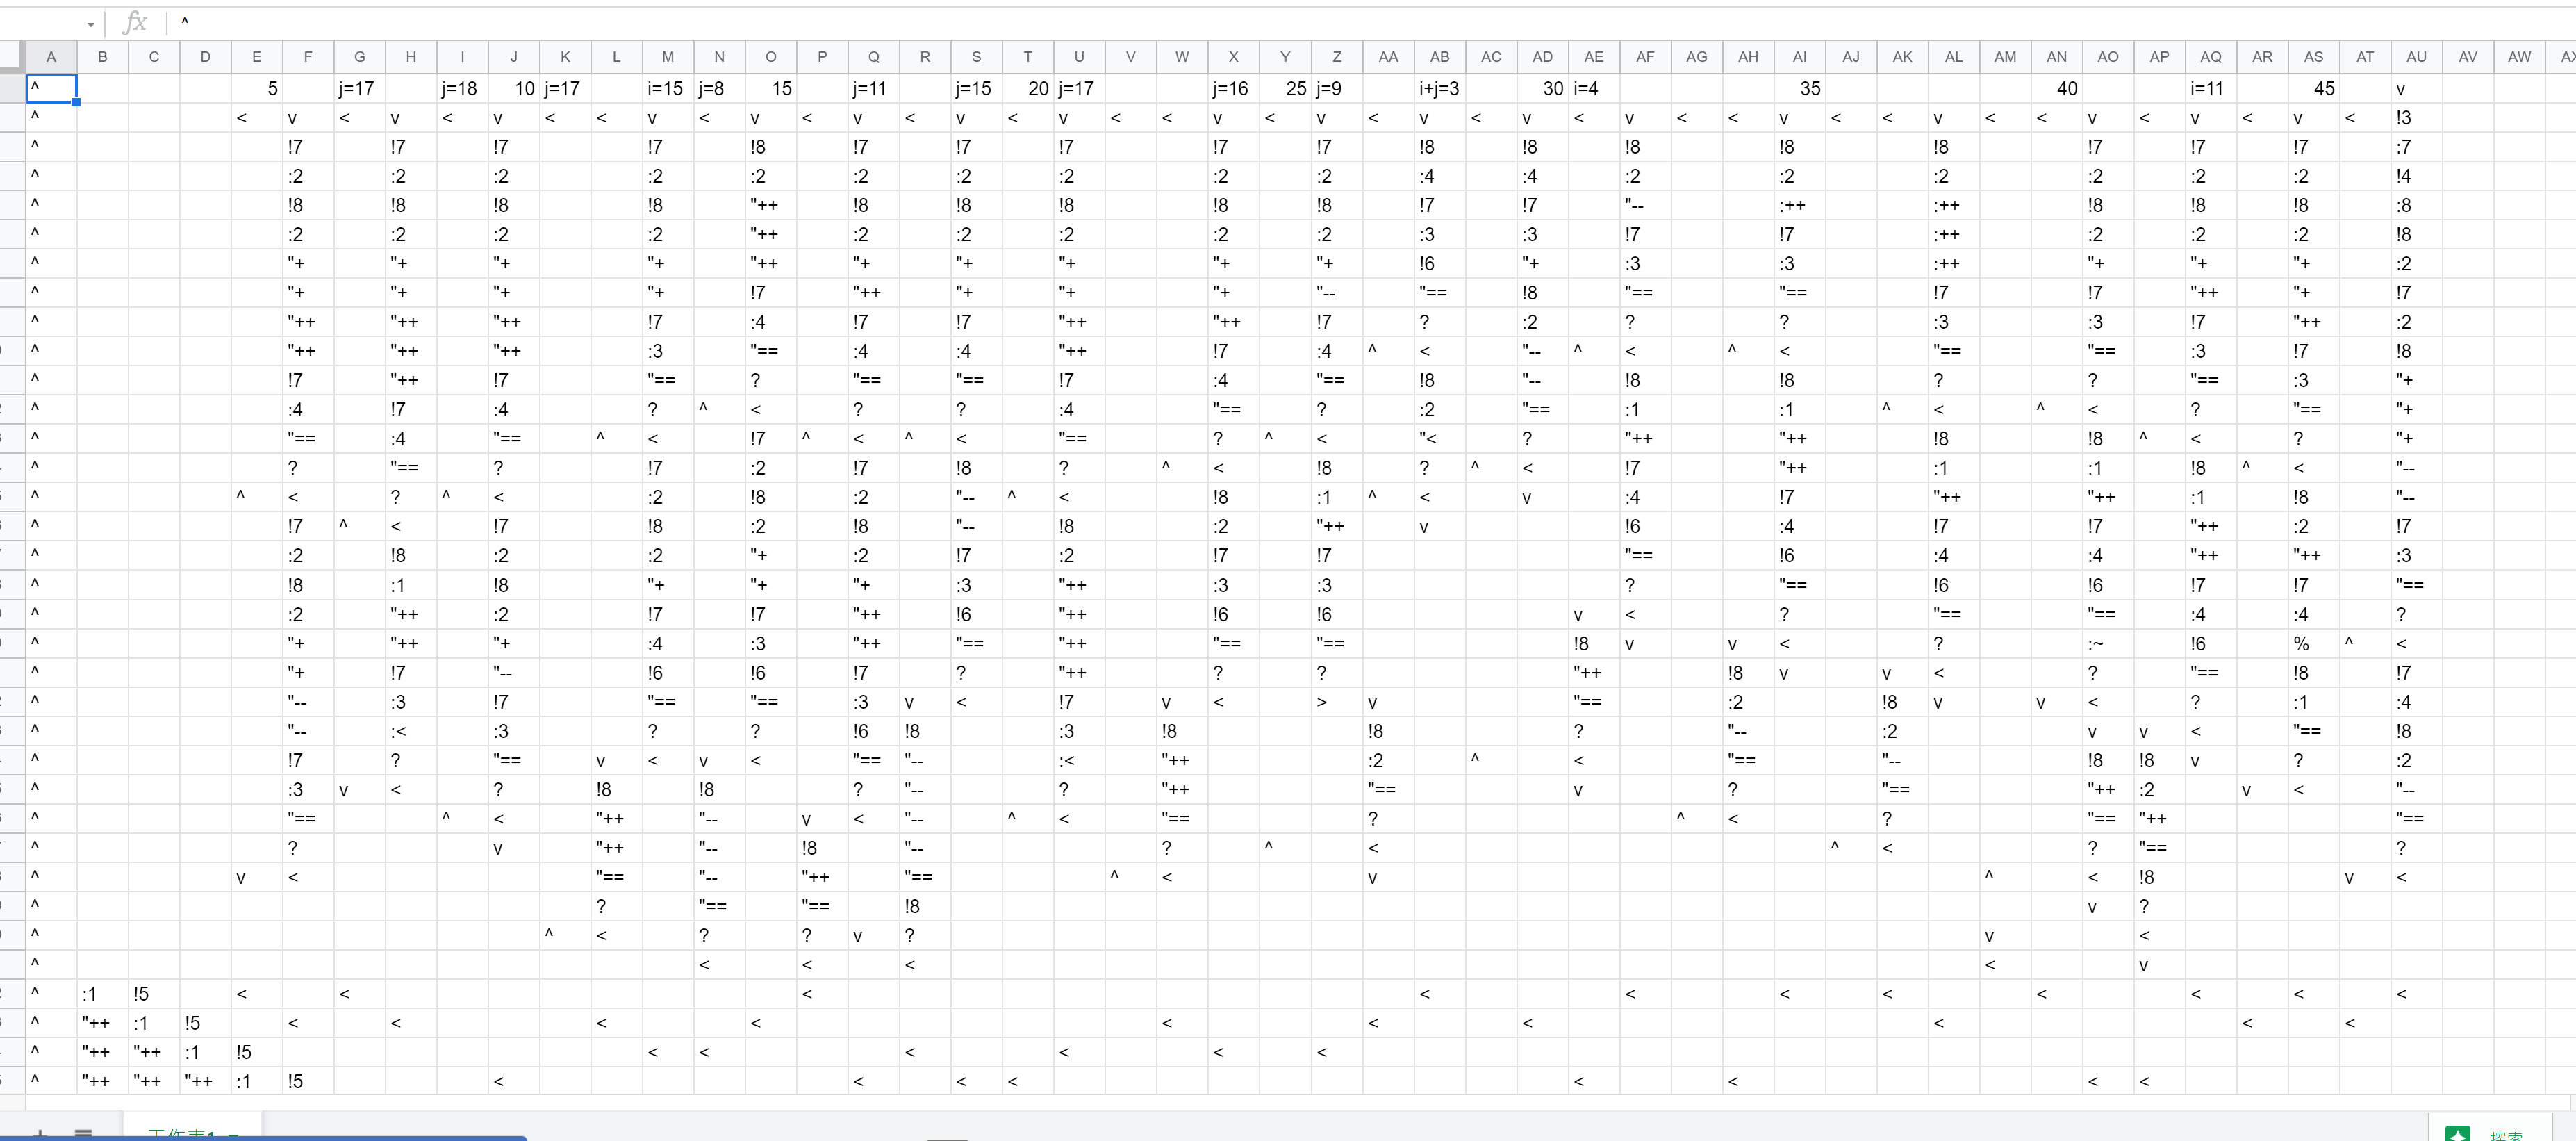 fx ^
A B C D E F G H I J K L M N O P Q R S T U V W X Y Z AA AB AC AD AE AF AG AH AI AJ AK AL AM AN AO AP AQ AR AS AT AU AV AW AX
^ 5 j=17 j=18 10 j=17 i=15 j=8 15 j=11 j=15 20 j=17 j=16 25 j=9 i+j=3 30 i=4 35 40 i=11 45 v
^ < v < v < v < < v < v < v < v < v < < v < v < v < v < v < < v < < v < < v < v < v < !3
^ !7 !7 !7 !7 !8 !7 !7 !7 !7 !7 !8 !8 !8 !8 !8 !7 !7 !7 :7
^ :2 :2 :2 :2 :2 :2 :2 :2 :2 :2 :4 :4 :2 :2 :2 :2 :2 :2 !4
^ !8 !8 !8 !8 "++ !8 !8 !8 !8 !8 !7 !7 "-- :++ :++ !8 !8 !8 :8
^ :2 :2 :2 :2 "++ :2 :2 :2 :2 :2 :3 :3 !7 !7 :++ :2 :2 :2 !8
^ "+ "+ "+ "+ "++ "+ "+ "+ "+ "+ !6 "+ :3 :3 :++ "+ "+ "+ :2
^ "+ "+ "+ "+ !7 "++ "+ "+ "+ "-- "== !8 "== "== !7 !7 "++ "+ !7
^ "++ "++ "++ !7 :4 !7 !7 "++ "++ !7 ? :2 ? ? :3 :3 !7 "++ :2
^ "++ "++ "++ :3 "== :4 :4 "++ !7 :4 ^ < "-- ^ < ^ < "== "== :3 !7 !8
^ !7 "++ !7 "== ? "== "== !7 :4 "== !8 "-- !8 !8 ? ? "== :3 "+
^ :4 !7 :4 ? ^ < ? ? :4 "== ? :2 "== :1 :1 ^ < ^ < ? "== "+
^ "== :4 "== ^ < !7 ^ < ^ < "== ? ^ < "< ? "++ "++ !8 !8 ^ < ? "+
^ ? "== ? !7 :2 !7 !8 ? ^ < !8 ? ^ < !7 "++ :1 :1 !8 ^ < "--
^ ^ < ? ^ < :2 !8 :2 "-- ^ < !8 :1 ^ < v :4 !7 "++ "++ :1 !8 "--
^ !7 ^ < !7 !8 :2 !8 "-- !8 :2 "++ v !6 :4 !7 !7 "++ :2 !7
^ :2 !8 :2 :2 "+ :2 !7 :2 !7 !7 "== !6 :4 :4 "++ "++ :3
^ !8 :1 !8 "+ "+ "+ :3 "++ :3 :3 ? "== !6 !6 !7 !7 "==
^ :2 "++ :2 !7 !7 "++ !6 "++ !6 !6 v < ? "== "== :4 :4 ?
^ "+ "++ "+ :4 :3 "++ "== "++ "== "== !8 v v < ? :~ !6 % ^ <
^ "+ !7 "-- !6 !6 !7 ? "++ ? ? "++ !8 v v < ? "== !8 !7
^ "-- :3 !7 "== "== :3 v < !7 v < > v "== :2 !8 v v < ? :1 :4
^ "-- :< :3 ? ? !6 !8 :3 !8 !8 ? "-- :2 v v < "== !8
^ !7 ? "== v < v < "== "-- :< "++ :2 ^ < "== "-- !8 !8 v ? :2
^ :3 v < ? !8 !8 ? "-- ? "++ "== v ? "== "++ :2 v < "--
^ "== ^ < "++ "-- v < "-- ^ < "== ? ^ < ? "== "++ "==
^ ? v "++ "-- !8 "-- ? ^ < ^ < ? "== ?
^ v < "== "-- "++ "== ^ < v ^ < !8 v <
^ ? "== "== !8 v ?
^ ^ < ? ? v ? v <
^ < < < < v
^ :1 !5 < < < < < < < < < < <
^ "++ :1 !5 < < < < < < < < < <
^ "++ "++ :1 !5 < < < < < <
^ "++ "++ "++ :1 !5 < < < < < < < <
工作表1
探索